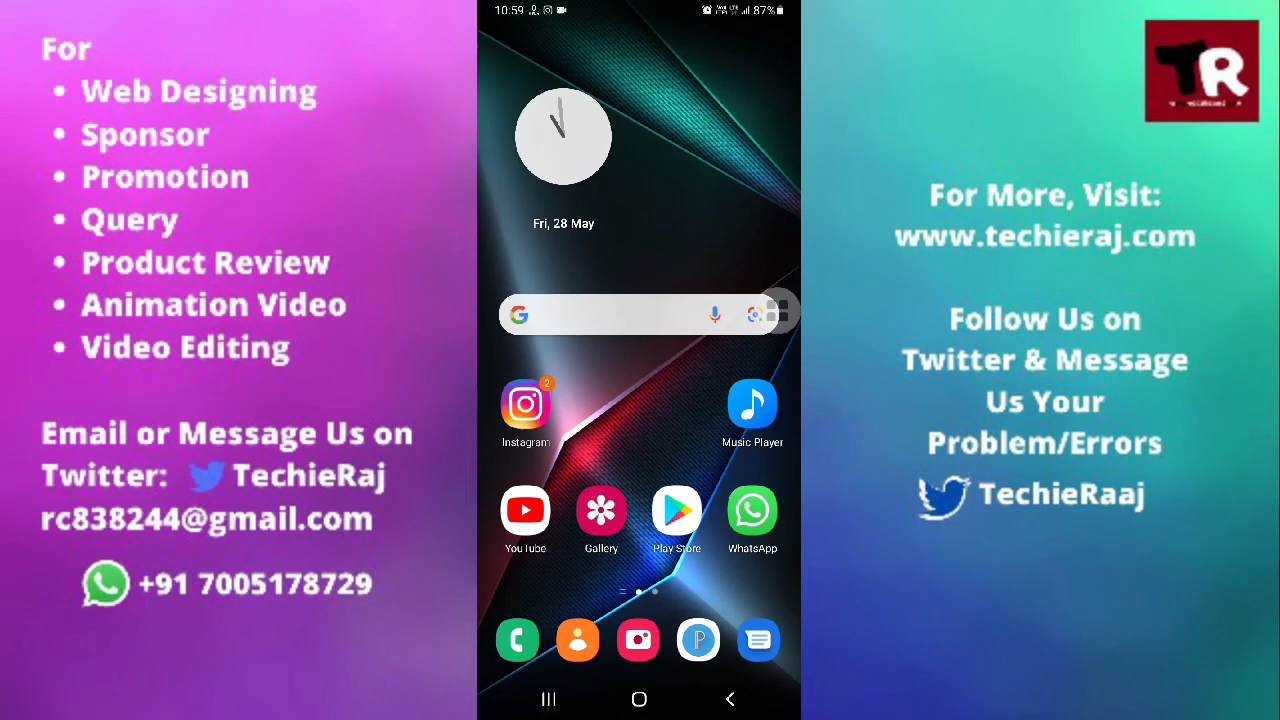 For
• Web Designing
• Sponsor
• Promotion
• Query
• Product Review
• Animation Video
• Video Editing
Email or Message Us on
Twitter: TechieRaj
rc838244@gmail.com
+91 7005178729
10:59
87%
Fri, 28 May
2
Instagram
Music Player
YouTube
Gallery
Play Store
WhatsApp
TR
For More, Visit:
www.techieraj.com
Follow Us on
Twitter & Message
Us Your
Problem/Errors
TechieRaaj